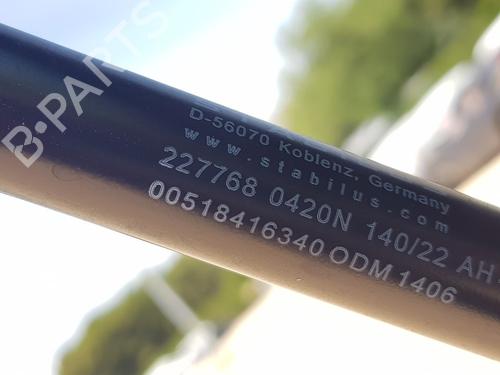 B-PARTS
D-56070 Koblenz, Germany
www.stabilus.com
227768 0420N 140/22 AH
00518416340 ODM 1406